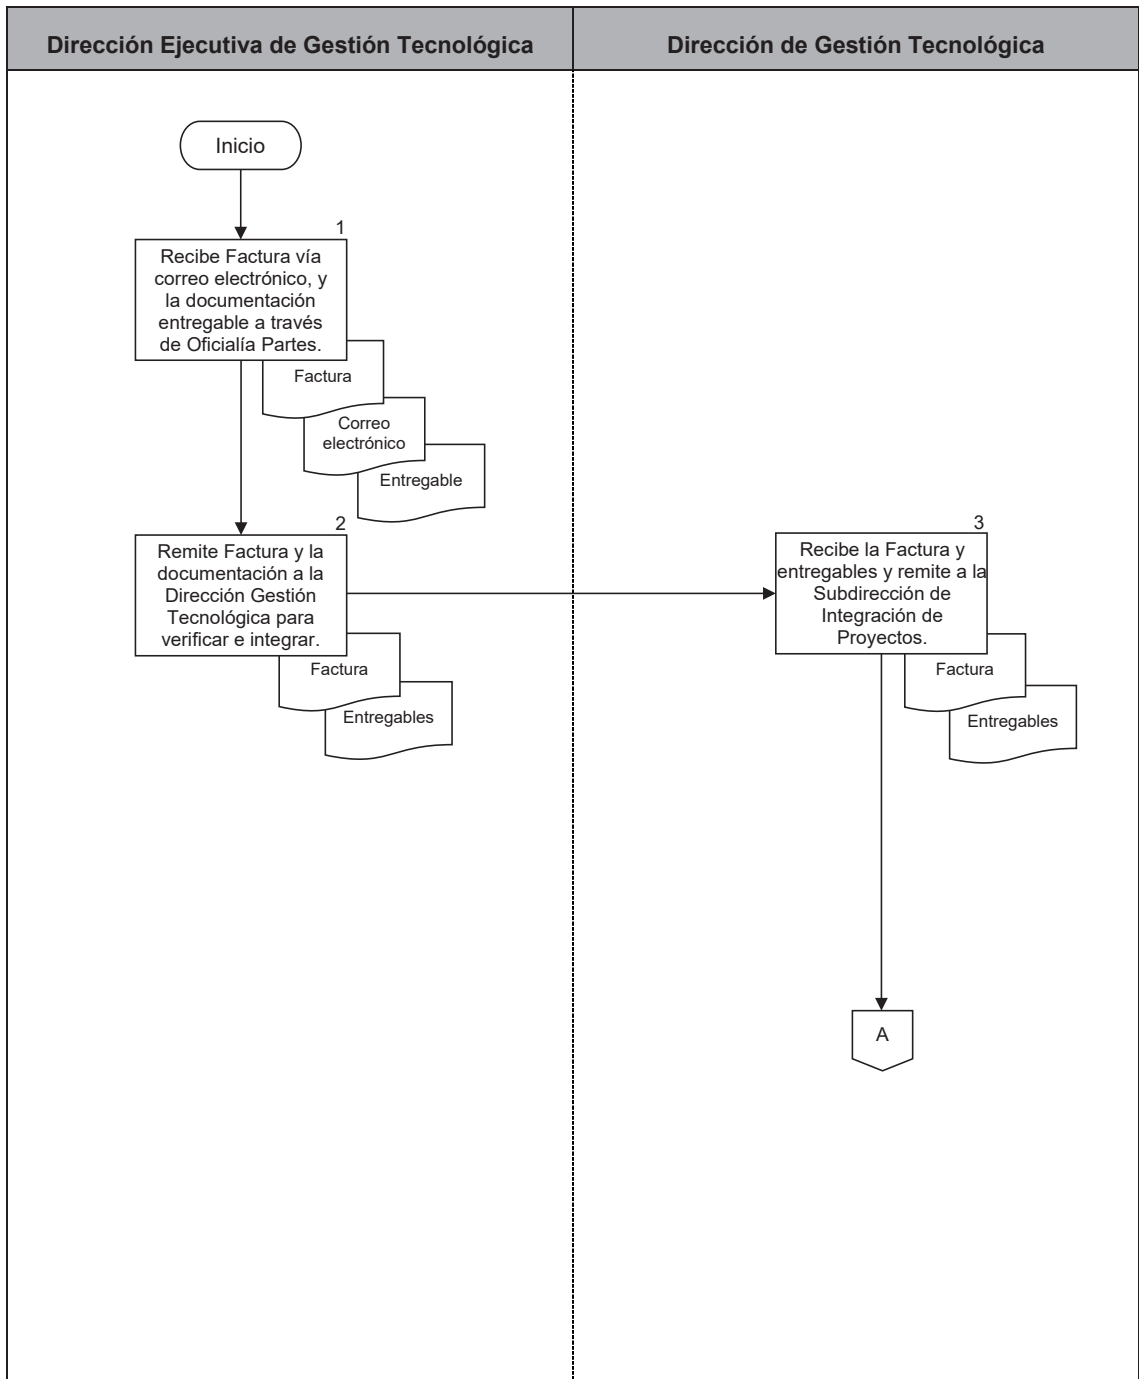 Dirección Ejecutiva de Gestión Tecnológica
Dirección de Gestión Tecnológica
Inicio
1
Recibe Factura vía
correo electrónico, y
la documentación
entregable a través
de Oficialía Partes.
Factura
Correo
electrónico
Entregable
2
Remite Factura y la
documentación a la
Dirección Gestión
Tecnológica para
verificar e integrar.
Factura
Entregables
3
Recibe la Factura y
entregables y remite a la
Subdirección de
Integración de
Proyectos.
Factura
Entregables
A